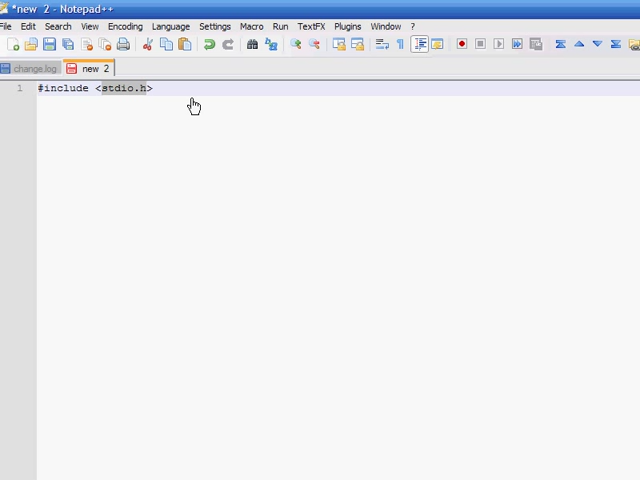 *new 2 - Notepad++
File Edit Search View Encoding Language Settings Macro Run TextFX Plugins Window ?
change.log new 2
1 #include <stdio.h>